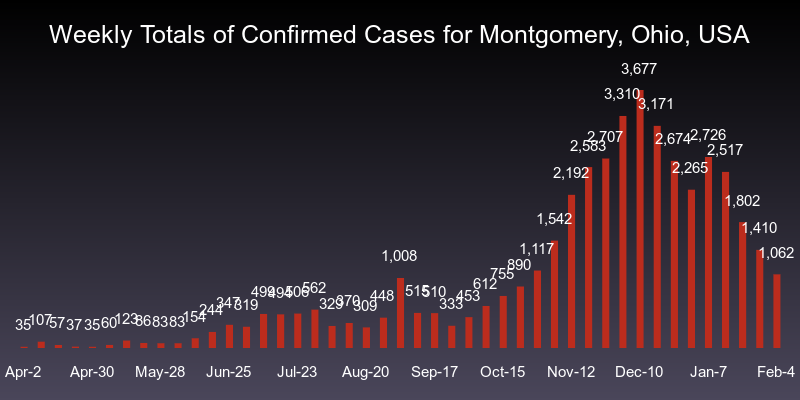 Weekly Totals of Confirmed Cases for Montgomery, Ohio, USA
35 107 57 37 35 60 123 86 83 83 154 244 347 319 499 494 506 562 329 370 309 448 1,008 515 510 333 453 612 755 890 1,117 1,542 2,192 2,583 2,707 3,310 3,677 3,171 2,674 2,265 2,726 2,517 1,802 1,410 1,062
Apr-2 Apr-30 May-28 Jun-25 Jul-23 Aug-20 Sep-17 Oct-15 Nov-12 Dec-10 Jan-7 Feb-4